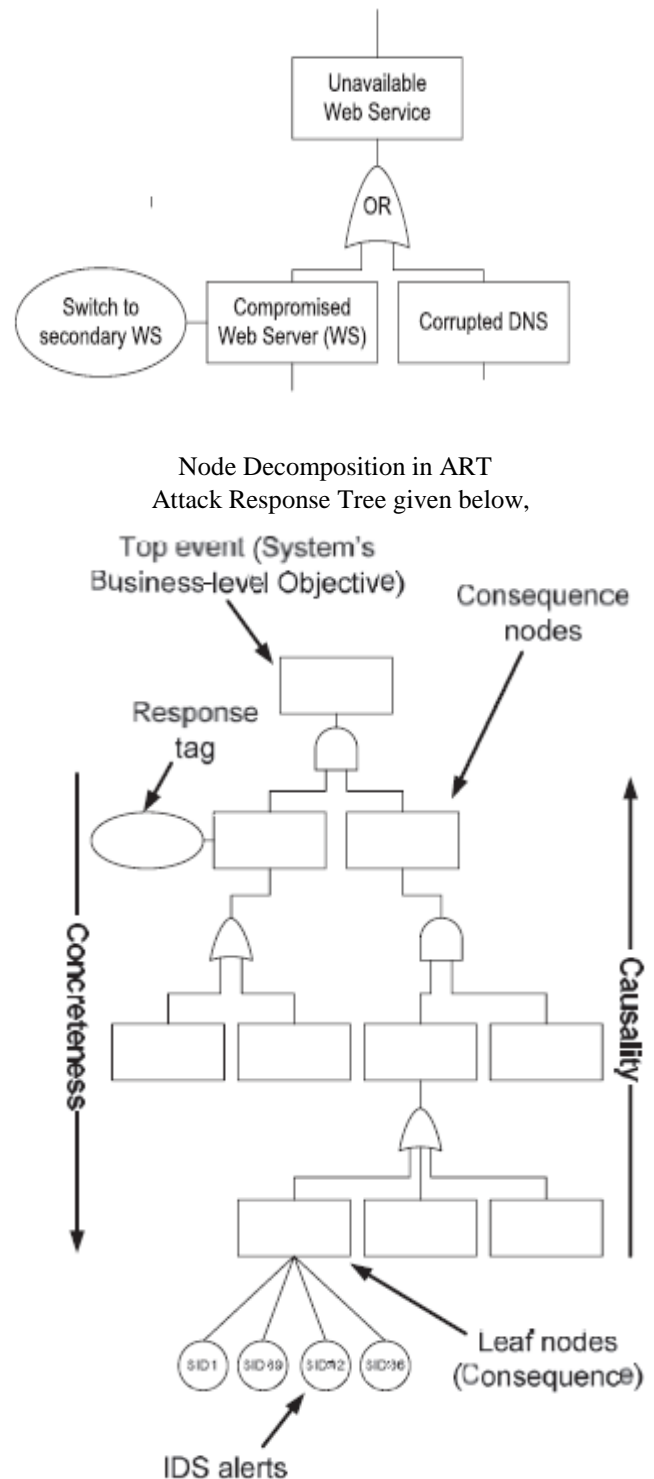 Unavailable
Web Service
OR
Switch to
secondary WS
Compromised
Web Server (WS)
Corrupted DNS
Node Decomposition in ART
Attack Response Tree given below,
Top event (System's
Business-level Objective)
Consequence
nodes
Response
tag
Concreteness
Causality
SID1
Leaf nodes
(Consequence)
IDS alerts